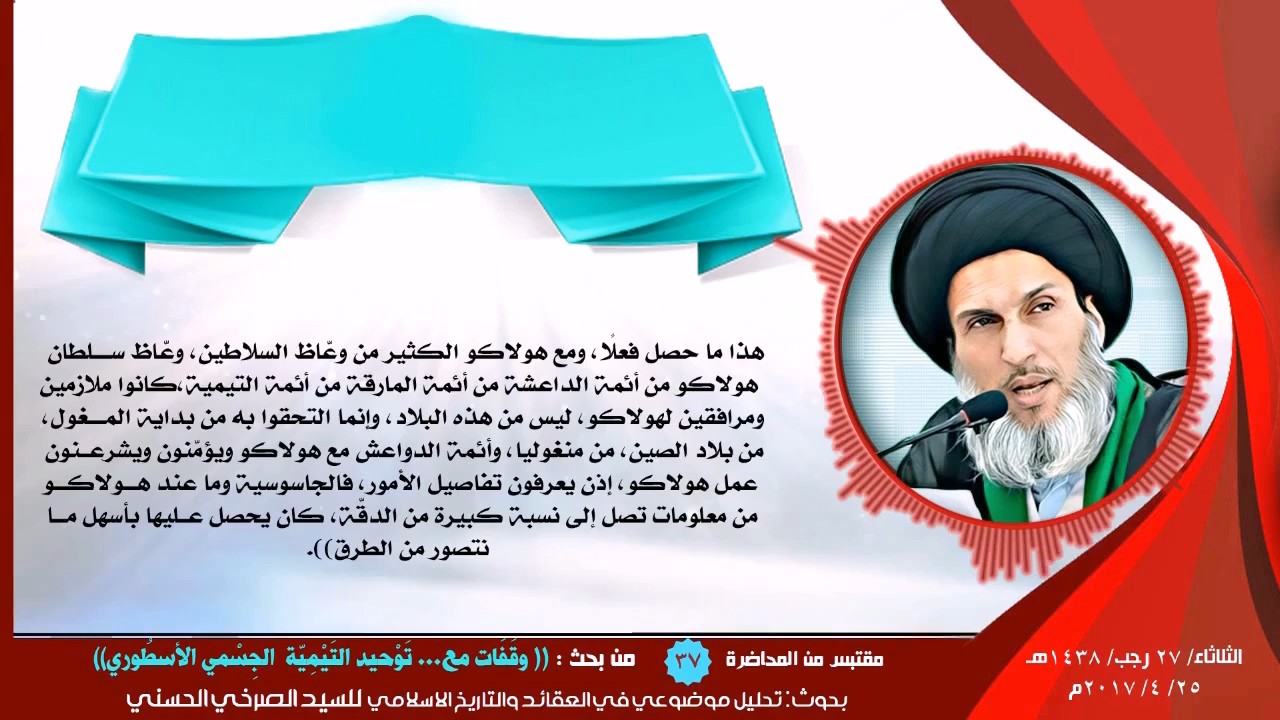 هذا ما حصل فعلًا، ومع هولاكو الكثير من وعّاظ السلاطين، وعّاظ سلطان
هولاكو من أئمة الداعشة من أئمة المارقة من أئمة التيمية،كانوا ملازمين
ومرافقين لهولاكو، ليس من هذه البلاد، وإنما التحقوا به من بداية المغول،
من بلاد الصين، من منغوليا، وأئمة الدواعش مع هولاكو ويؤمّنون ويشرعنون
عمل هولاكو، إذن يعرفون تفاصيل الأمور، فالجاسوسية وما عند هولاكو
من معلومات تصل إلى نسبة كبيرة من الدقّة، كان يحصل عليها بأسهل ما
نتصور من الطرق)).
الثلاثاء/ ٢٧ رجب/ ١٤٣٨هـ
٢٥/ ٤/ ٢٠١٧م
مقتبس من المحاضرة ٣٧ من بحث : (( وَقَفَات مع... تَوْحيد التَيْمِيّة الجِسْمي الأسطُوري))
بحوث: تحليل موضوعي في العقائد والتاريخ الاسلامي للسيد الصرخي الحسني